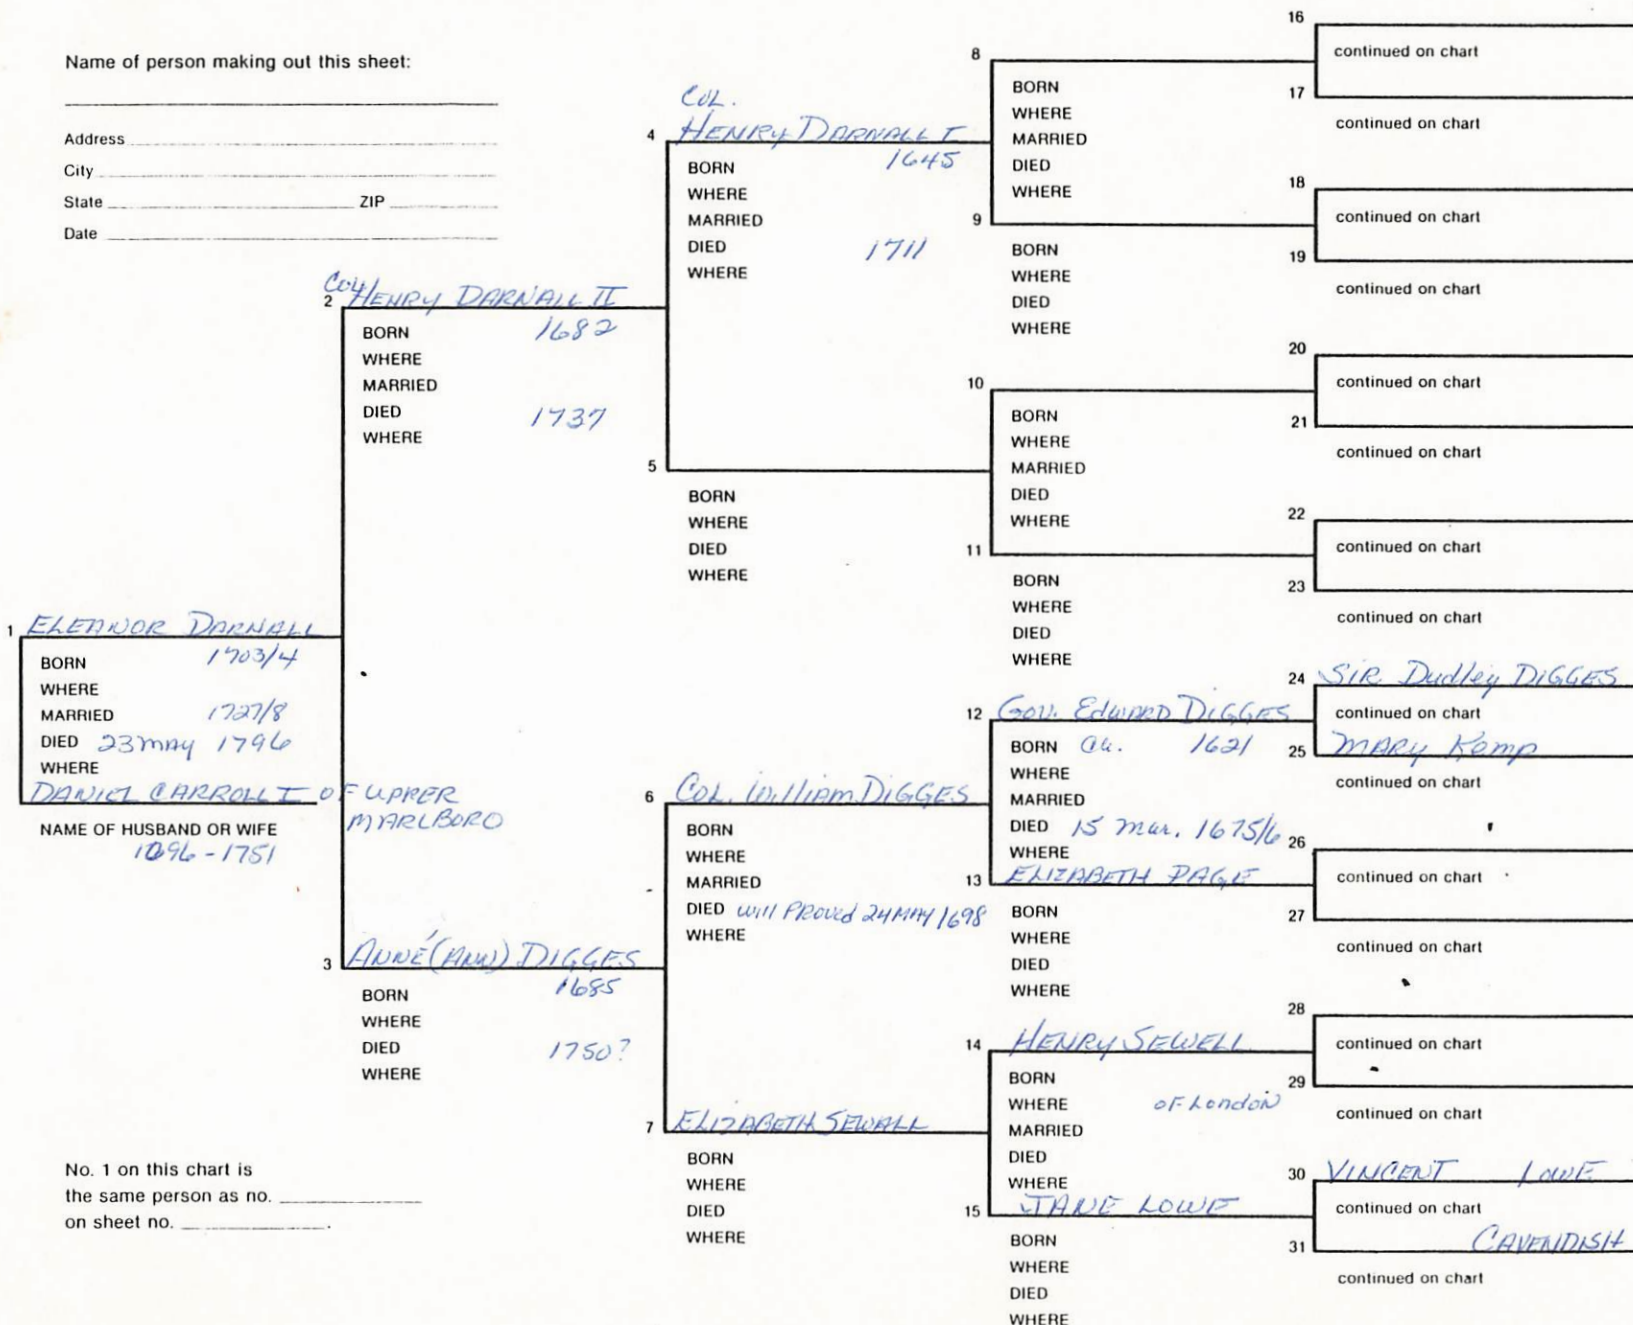 Name of person making out this sheet:
Address
City
State ZIP
Date
1 ELEANOR DARNALL
BORN 1703/4
WHERE
MARRIED 1727/8
DIED 23 MAY 1796
WHERE
DANIEL CARROLL I OF UPPER
MARLBORO
NAME OF HUSBAND OR WIFE
1696-1751
No. 1 on this chart is
the same person as no.
on sheet no. .
Col.
2 HENRY DARNALL II
BORN 1682
WHERE
MARRIED
DIED 1737
WHERE
3 ANNE (ANN) DIGGES
BORN 1685
WHERE
DIED 1750?
WHERE
COL.
4 HENRY DARNALL I
BORN 1645
WHERE
MARRIED
DIED 1711
WHERE
5
BORN
WHERE
DIED
WHERE
6 COL. William DIGGES
BORN
WHERE
MARRIED
DIED Will PROVED 24 MAY 1698
WHERE
7 ELIZABETH SEWALL
BORN
WHERE
DIED
WHERE
8
BORN
WHERE
MARRIED
DIED
WHERE
9
BORN
WHERE
DIED
WHERE
10
BORN
WHERE
MARRIED
DIED
WHERE
11
BORN
WHERE
DIED
WHERE
12 GOV. EDWARD DIGGES
BORN Ca. 1621
WHERE
MARRIED
DIED 15 Mar. 1675/6
WHERE
13 ELIZABETH PAGE
BORN
WHERE
DIED
WHERE
14 HENRY SEWELL
BORN
WHERE OF London
MARRIED
DIED
WHERE
15 JANE LOWE
BORN
WHERE
DIED
WHERE
16
continued on chart
17
continued on chart
18
continued on chart
19
continued on chart
20
continued on chart
21
continued on chart
22
continued on chart
23
continued on chart
24 SIR Dudley DIGGES
continued on chart
25 MARY Kemp
continued on chart
26
continued on chart
27
continued on chart
28
continued on chart
29
continued on chart
30 VINCENT LOWE
continued on chart
31 CAVENDISH
continued on chart